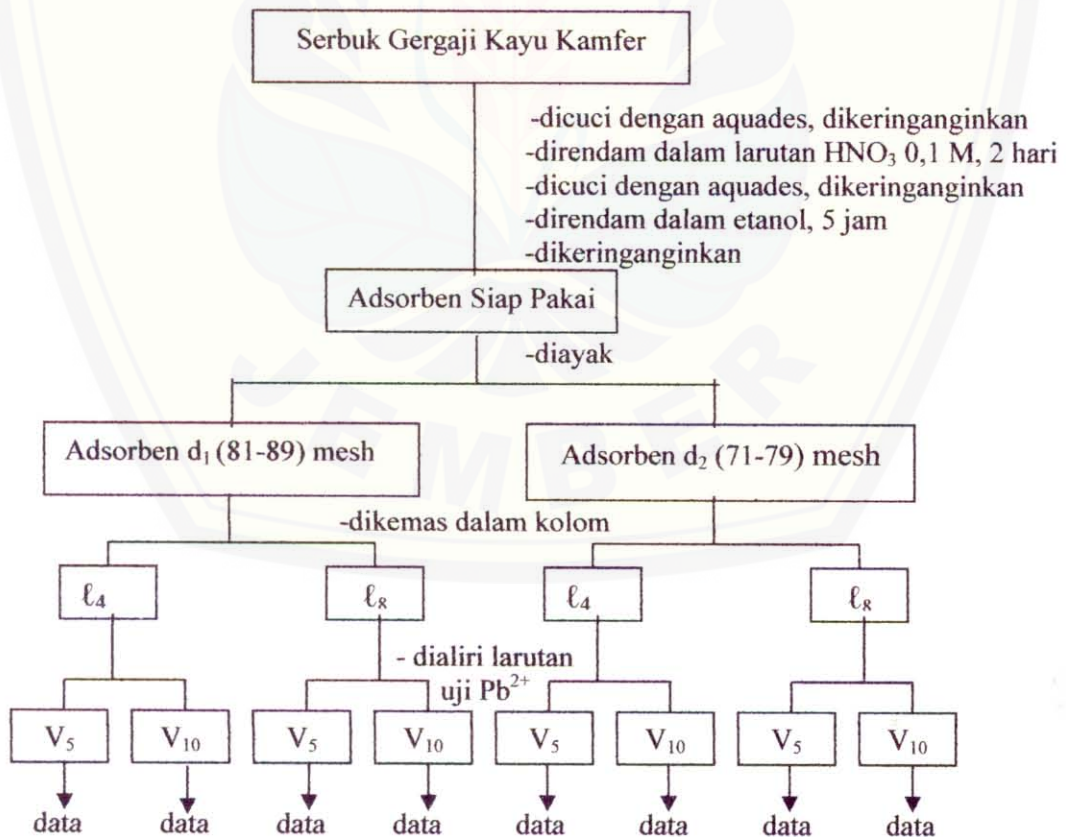 Serbuk Gergaji Kayu Kamfer
-dicuci dengan aquades, dikeringanginkan
-direndam dalam larutan HNO₃ 0,1 M, 2 hari
-dicuci dengan aquades, dikeringanginkan
-direndam dalam etanol, 5 jam
-dikeringanginkan
Adsorben Siap Pakai
-diayak
Adsorben d₁ (81-89) mesh
Adsorben d₂ (71-79) mesh
-dikemas dalam kolom
ℓ₄
ℓ₈
ℓ₄
ℓ₈
- dialiri larutan
uji Pb²⁺
V₅
V₁₀
V₅
V₁₀
V₅
V₁₀
V₅
V₁₀
data
data
data
data
data
data
data
data
JEMBER